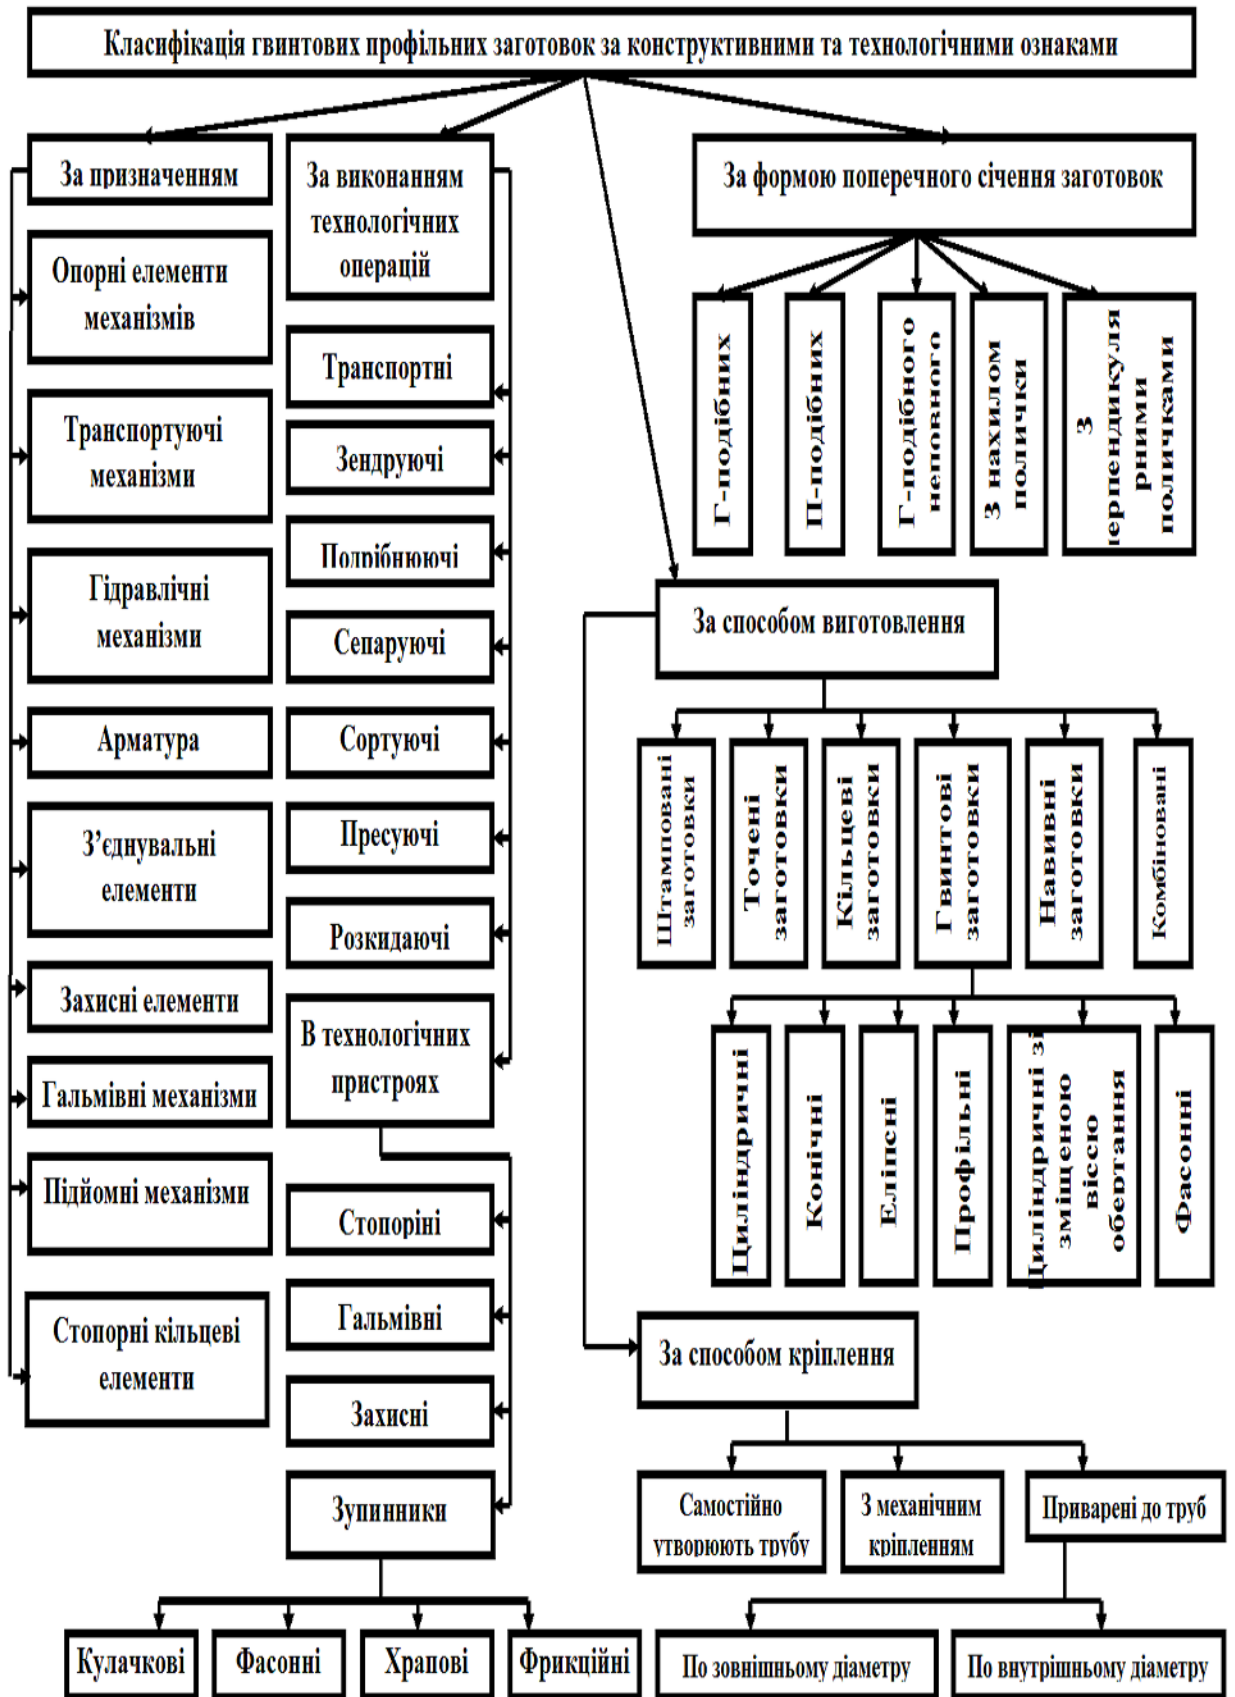 Класифікація гвинтових профільних заготовок за конструктивними та технологічними ознаками
За призначенням
Опорні елементи
механізмів
Транспортуючі
механізми
Гідравлічні
механізми
Арматура
З’єднувальні
елементи
Захисні елементи
Гальмівні механізми
Підйомні механізми
Стопорні кільцеві
елементи
За виконанням
технологічних
операцій
Транспортні
Зендруючі
Подрібнюючі
Сепаруючі
Сортуючі
Пресуючі
Розкидаючі
В технологічних
пристроях
Стопоріні
Гальмівні
Захисні
Зупинники
Кулачкові
Фасонні
Храпові
Фрикційні
За формою поперечного січення заготовок
Г-подібних
П-подібних
Г-подібного
неповного
З нахилом
полички
З
перпендикуля
рними
поличками
За способом виготовлення
Штамповані
заготовки
Точені
заготовки
Кільцеві
заготовки
Гвинтові
заготовки
Навивні
заготовки
Комбіновані
Циліндричні
Конічні
Еліпсні
Профільні
Циліндричні зі
зміщеною
віссю
обертання
Фасонні
За способом кріплення
Самостійно
утворюють трубу
З механічним
кріпленням
Приварені до труб
По зовнішньому діаметру
По внутрішньому діаметру